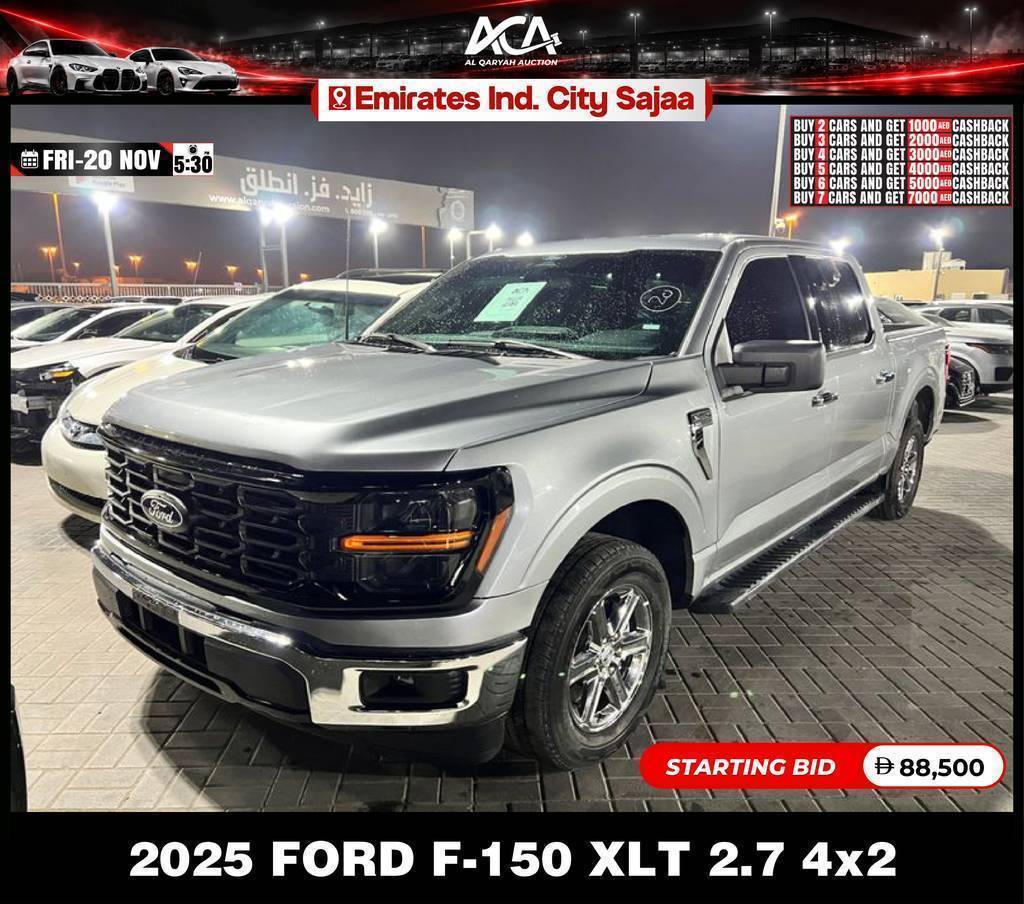 ACA
AL QARYAH AUCTION
Emirates Ind. City Sajaa
FRI-20 NOV
5:30
BUY 2 CARS AND GET 1000 AED CASHBACK
BUY 3 CARS AND GET 2000 AED CASHBACK
BUY 4 CARS AND GET 3000 AED CASHBACK
BUY 5 CARS AND GET 4000 AED CASHBACK
BUY 6 CARS AND GET 5000 AED CASHBACK
BUY 7 CARS AND GET 7000 AED CASHBACK
زايد. فز. انطلق
ACA
20
Ford
STARTING BID
88,500
2025 FORD F-150 XLT 2.7 4x2